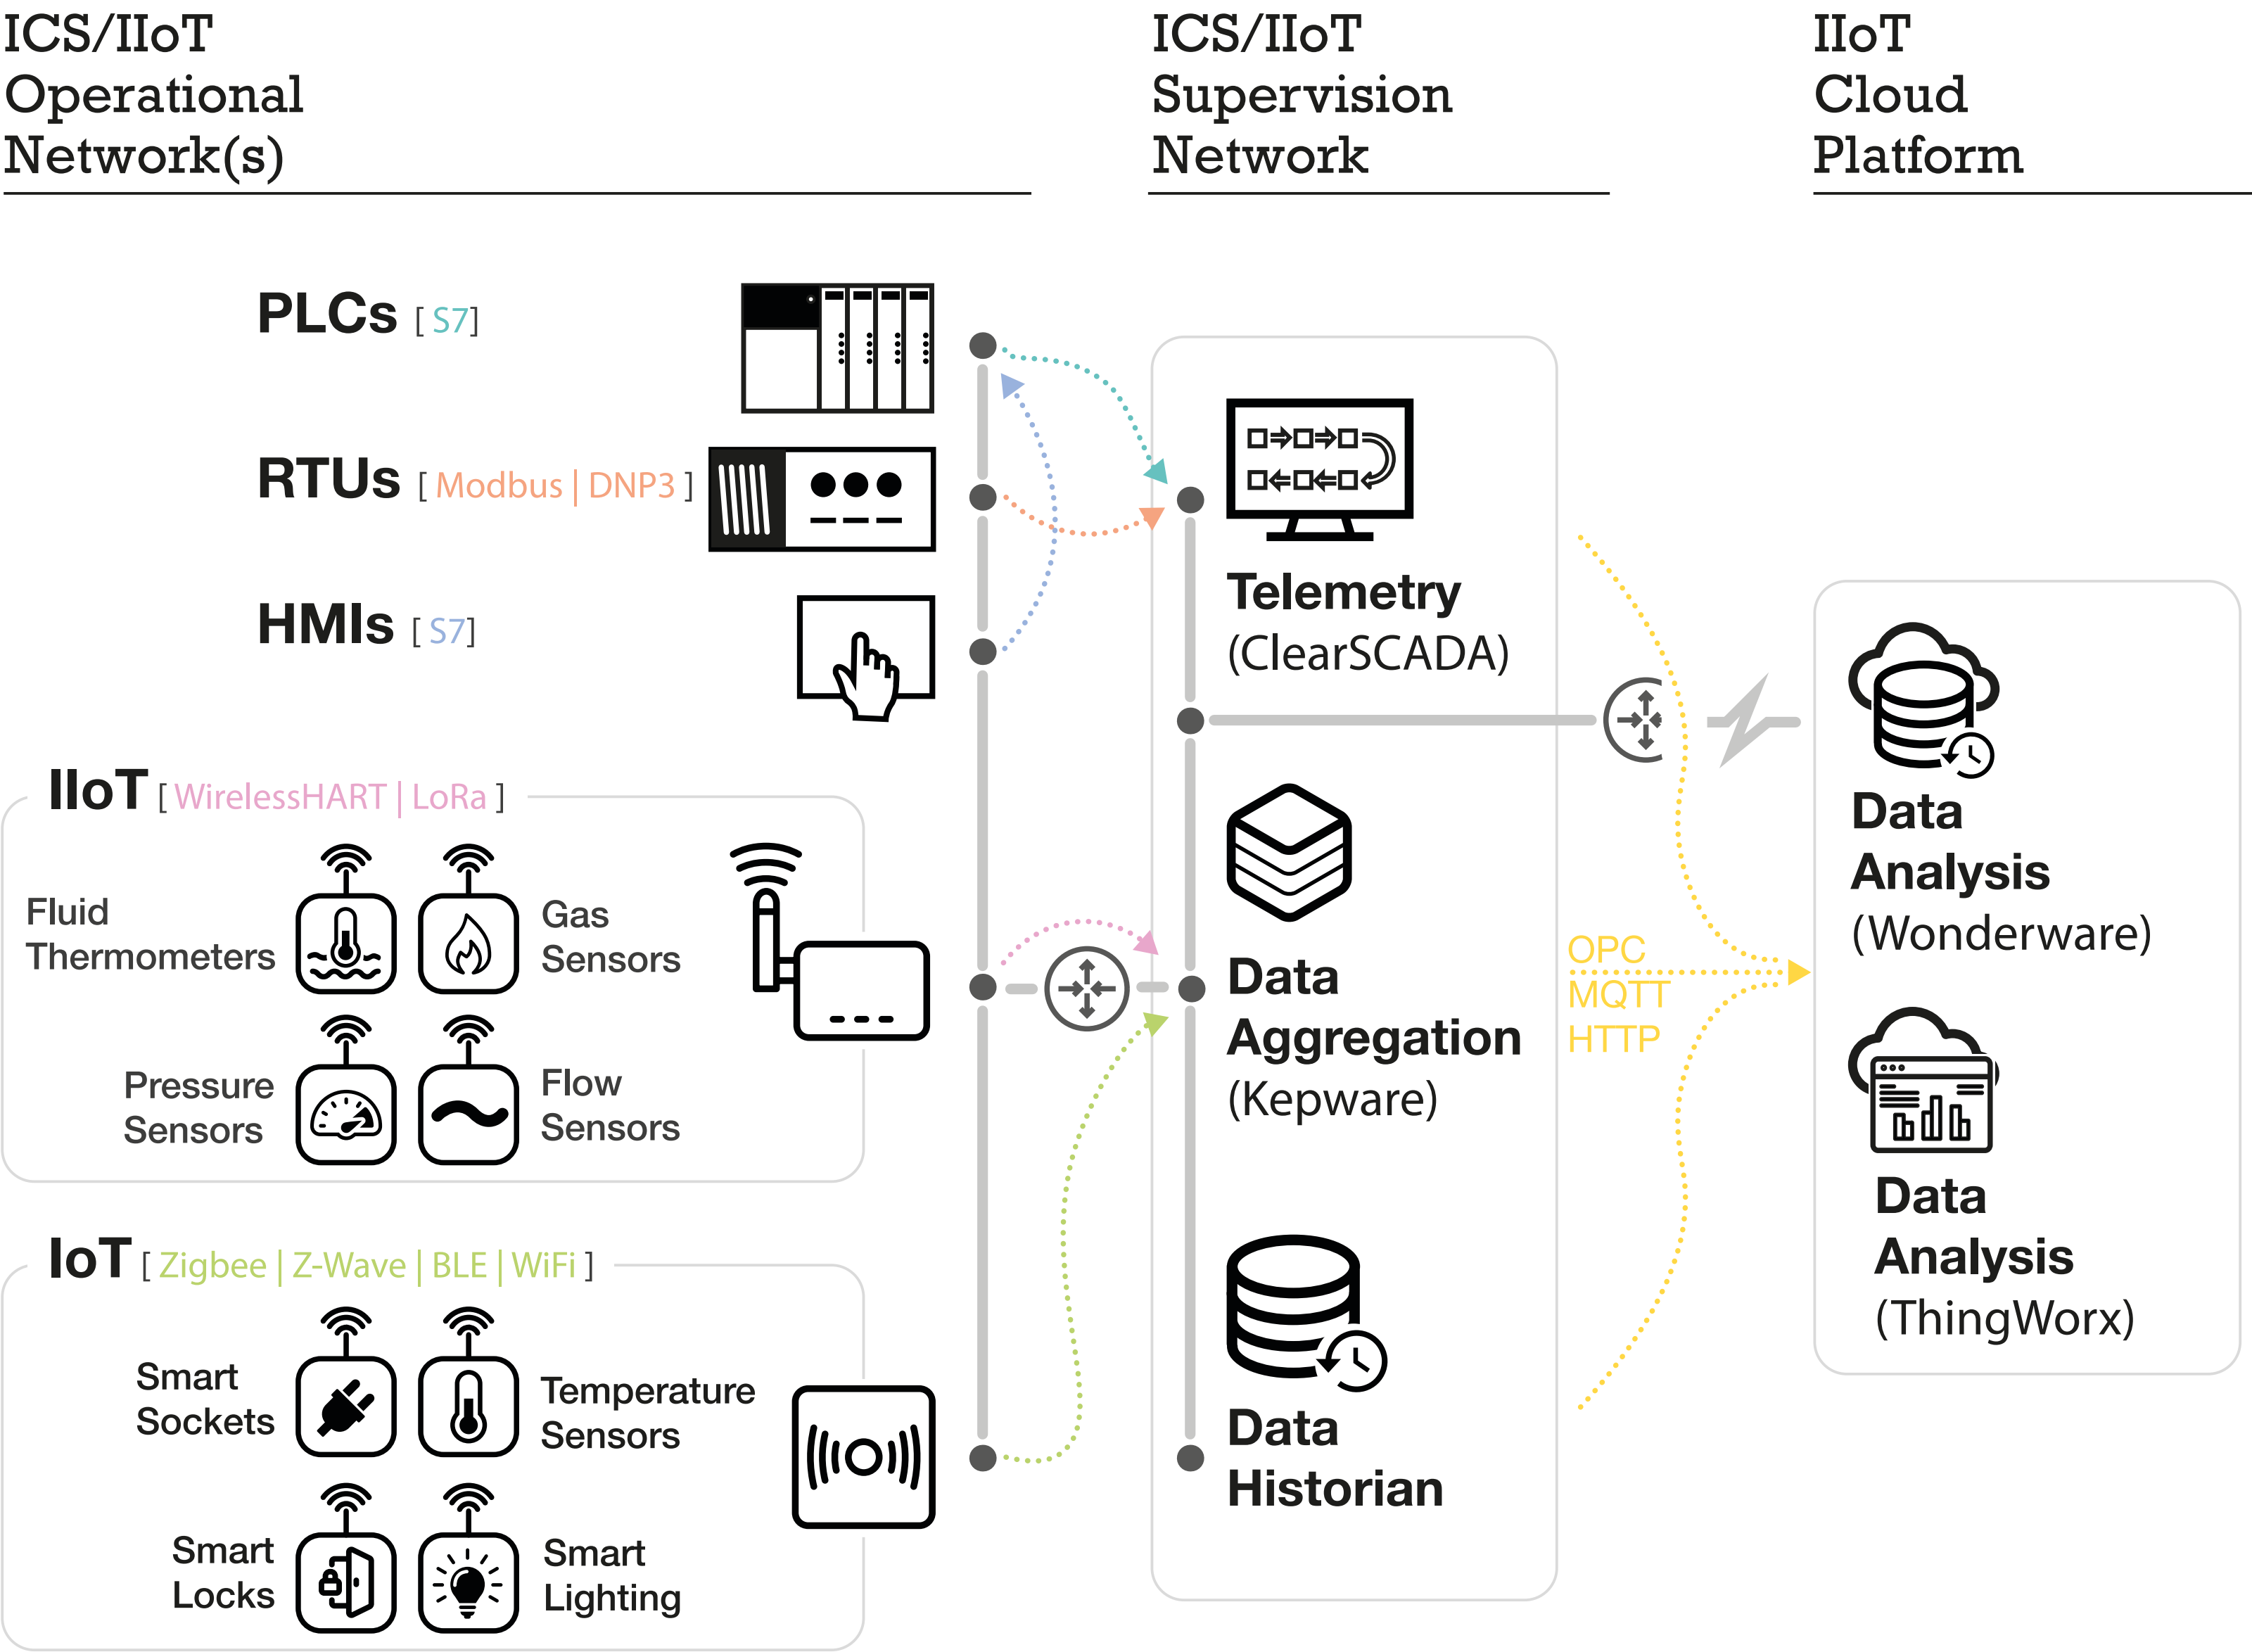 ICS/IIoT
Operational
Network(s)
ICS/IIoT
Supervision
Network
IIoT
Cloud
Platform
PLCs [ S7]
RTUs [ Modbus | DNP3 ]
HMIs [ S7]
IIoT [ WirelessHART | LoRa ]
Fluid
Thermometers
Gas
Sensors
Pressure
Sensors
Flow
Sensors
IoT [ Zigbee | Z-Wave | BLE | WiFi ]
Smart
Sockets
Temperature
Sensors
Smart
Locks
Smart
Lighting
Telemetry
(ClearSCADA)
Data
Aggregation
(Kepware)
Data
Historian
OPC
MQTT
HTTP
Data
Analysis
(Wonderware)
Data
Analysis
(ThingWorx)